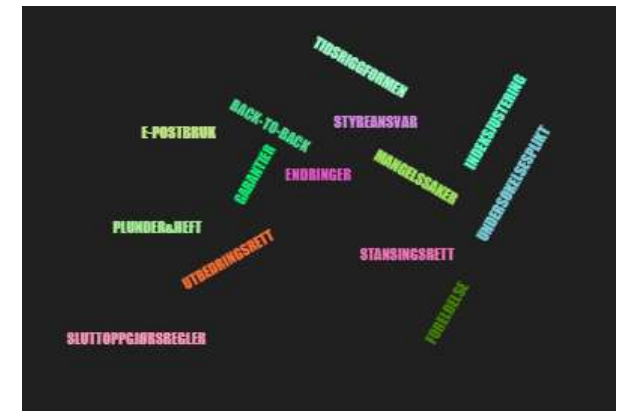 TIDSRIGGFORMEN
INDEKSJUSTERING
BACK-TO-BACK
STYREANSVAR
E-POSTBRUK
UNDERSØKELSESPLIKT
GARANTIER
ENDRINGER
MANGELSSAKER
PLUNDER&HEFT
UTBEDRINGSRETT
STANSINGSRETT
FORELDELSE
SLUTTOPPGJØRSREGLER